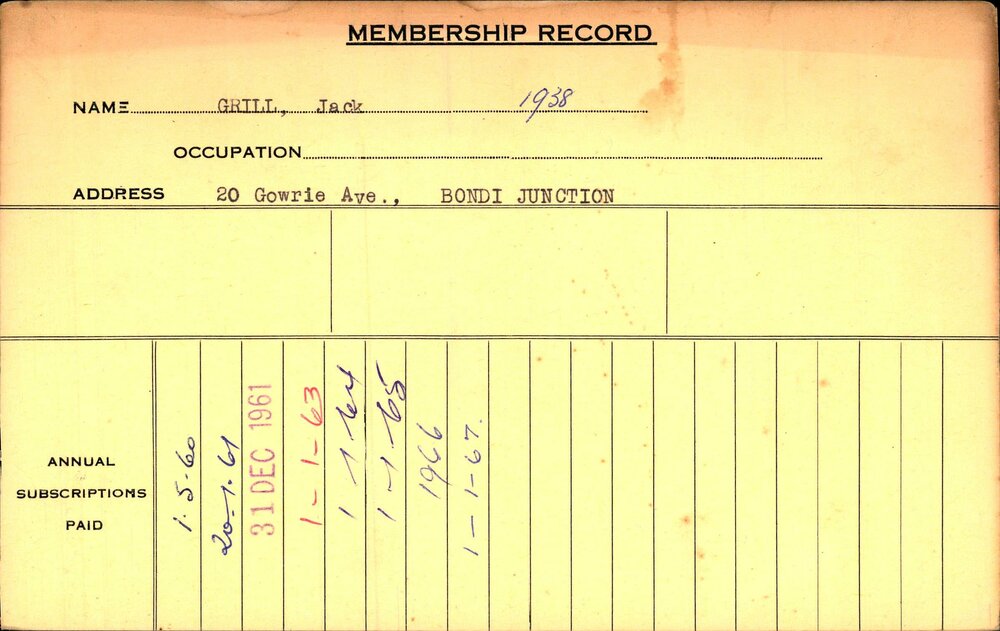 MEMBERSHIP RECORD
NAME GRILL, Jack 1938
OCCUPATION
ADDRESS 20 Gowrie Ave., BONDI JUNCTION
ANNUAL
SUBSCRIPTIONS
PAID
1.5.60
20-1.61
31 DEC 1961
1-1-63
1 1.64
1-1.65
1966
1-1-67.